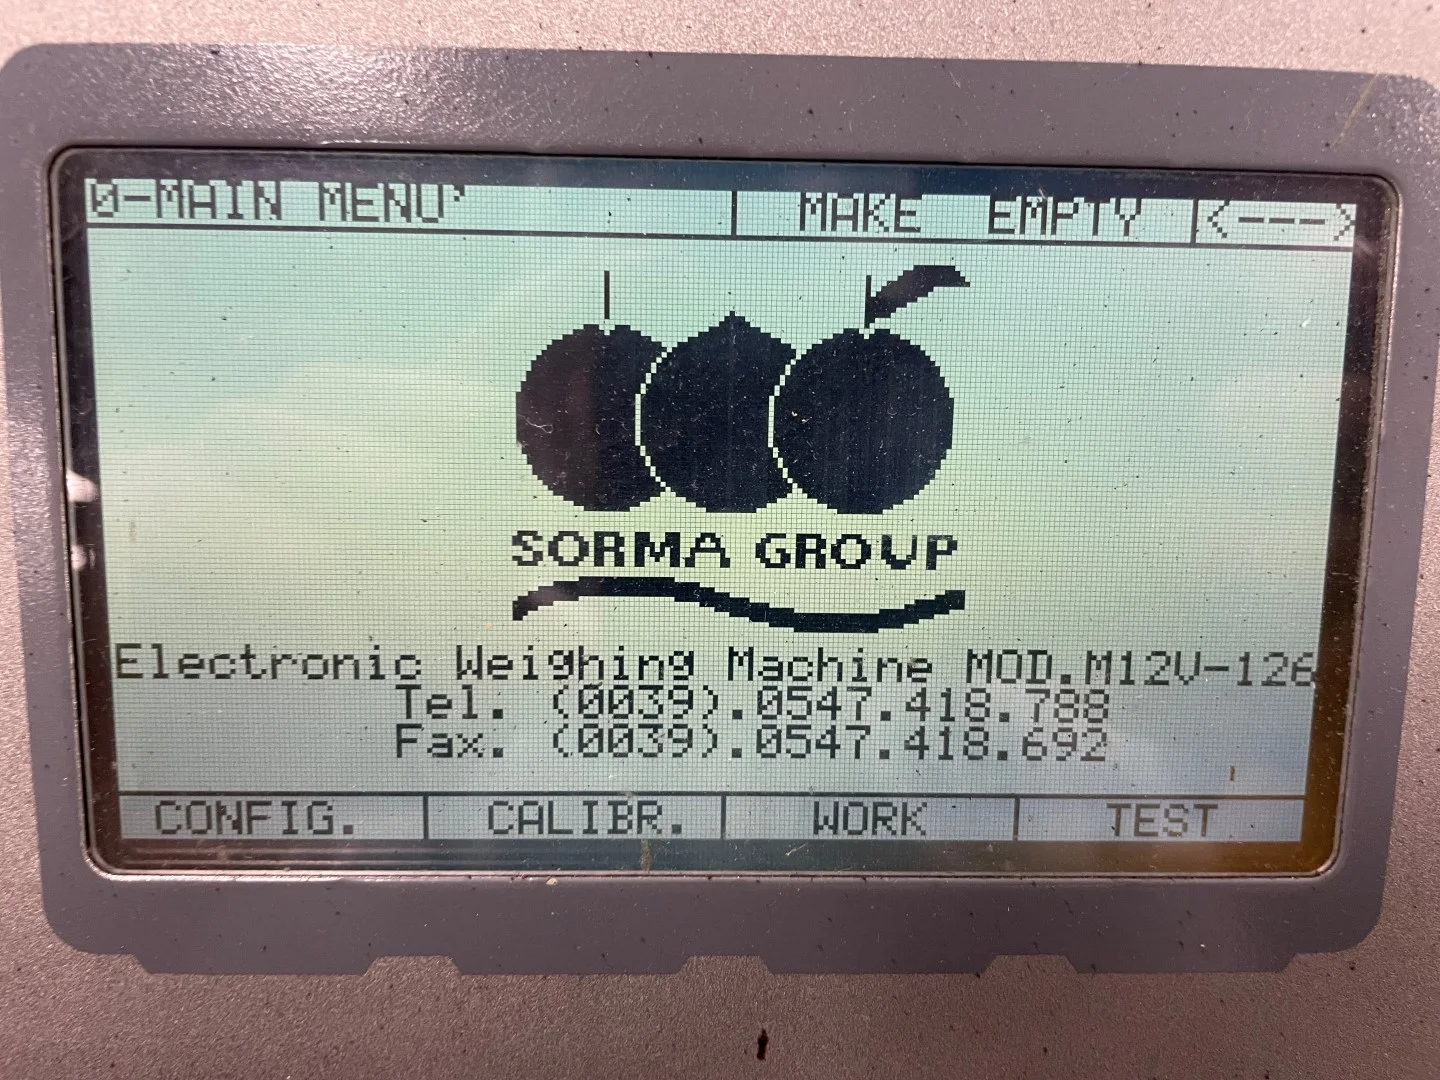 0-MAIN MENU' MAKE EMPTY <--->
SORMA GROUP
Electronic Weighing Machine MOD.M12V-126
Tel. (0039).0547.418.788
Fax. (0039).0547.418.692
CONFIG. CALIBR. WORK TEST